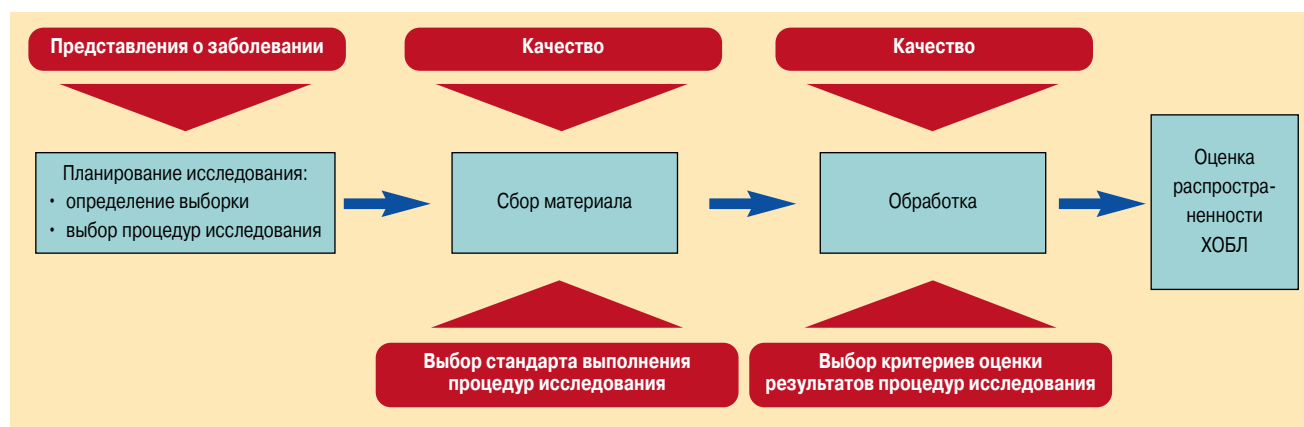 Представления о заболевании
Качество
Качество
Планирование исследования:
• определение выборки
• выбор процедур исследования
Сбор материала
Обработка
Оценка
распростра-
ненности
ХОБЛ
Выбор стандарта выполнения
процедур исследования
Выбор критериев оценки
результатов процедур исследования